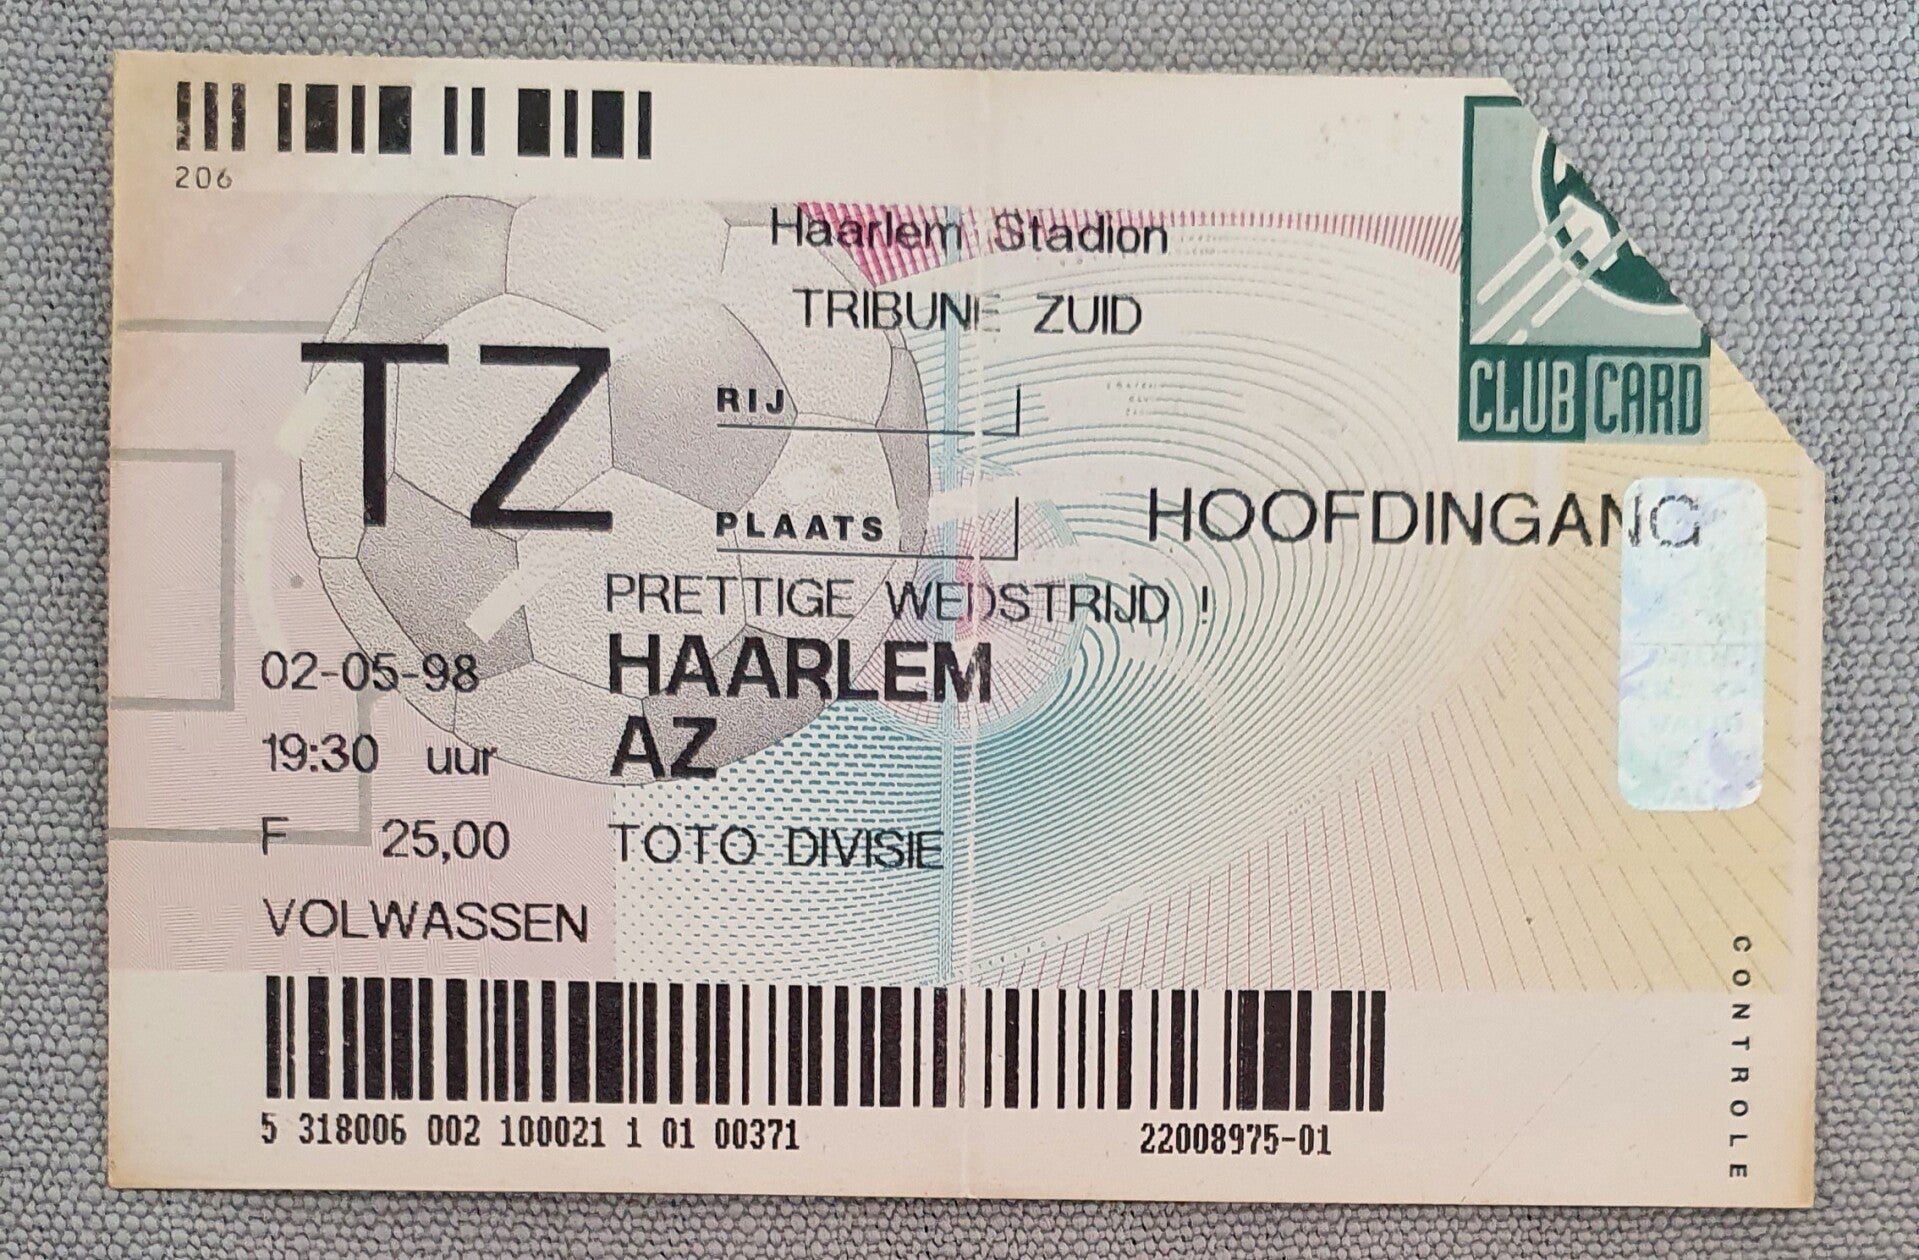 206
Haarlem Stadion
TRIBUNE ZUID
TZ
RIJ
PLAATS
CLUB CARD
HOOFDINGANG
PRETTIGE WEDSTRIJD !
02-05-98 HAARLEM
19:30 uur AZ
F 25,00 TOTO DIVISIE
VOLWASSEN
5 318006 002 100021 1 01 00371
22008975-01
CONTROLE